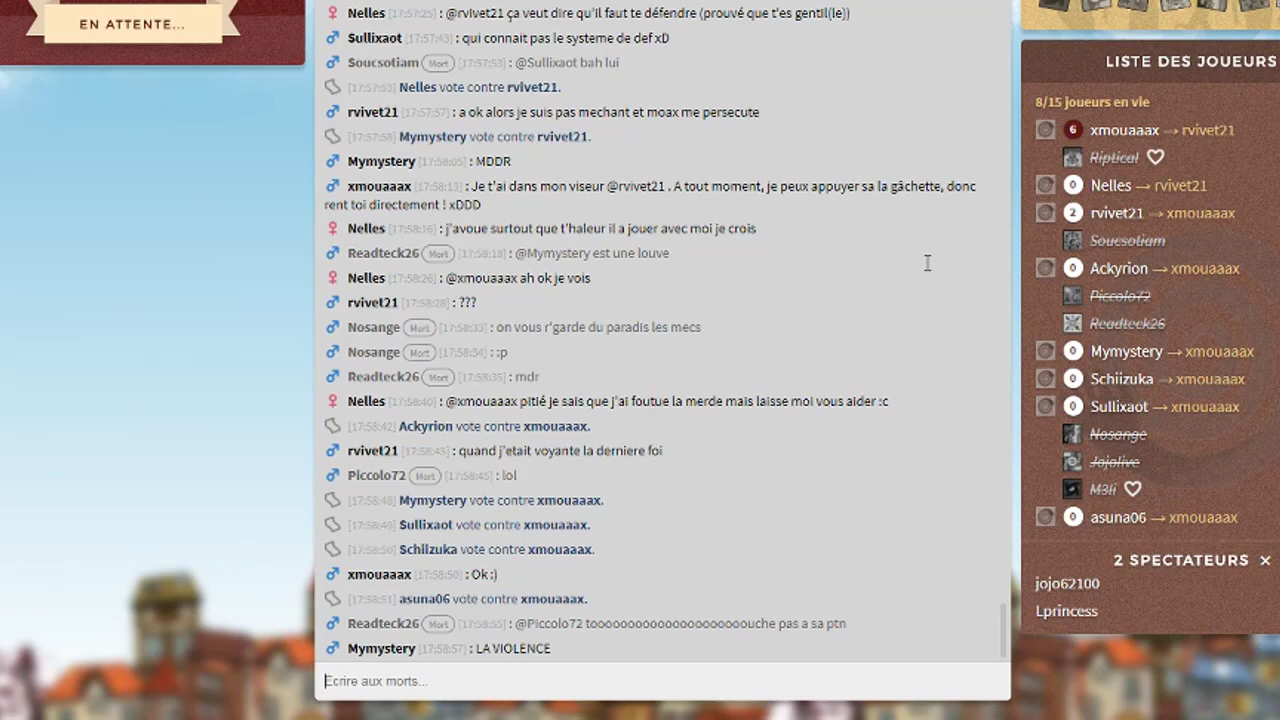 EN ATTENTE...
Nelles [17:57:25] : @rvivet21 ça veut dire qu'il faut te défendre (prouvé que t'es gentil(le))
Sullixaot [17:57:43] : qui connait pas le systeme de def xD
Soucsotiam Mort [17:57:53] : @Sullixaot bah lui
[17:57:53] Nelles vote contre rvivet21.
rvivet21 [17:57:57] : a ok alors je suis pas mechant et moax me persecute
[17:57:58] Mymystery vote contre rvivet21.
Mymystery [17:58:05] : MDDR
xmouaaax [17:58:13] : Je t'ai dans mon viseur @rvivet21 . A tout moment, je peux appuyer sa la gâchette, donc
rent toi directement ! xDDD
Nelles [17:58:16] : j'avoue surtout que t'haleur il a jouer avec moi je crois
Readteck26 Mort [17:58:18] : @Mymystery est une louve
Nelles [17:58:26] : @xmouaaax ah ok je vois
rvivet21 [17:58:28] : ???
Nosange Mort [17:58:33] : on vous r'garde du paradis les mecs
Nosange Mort [17:58:34] : :p
Readteck26 Mort [17:58:35] : mdr
Nelles [17:58:40] : @xmouaaax pitié je sais que j'ai foutue la merde mais laisse moi vous aider :c
[17:58:42] Ackyrion vote contre xmouaaax.
rvivet21 [17:58:45] : quand j'etait voyante la derniere foi
Piccolo72 Mort [17:58:45] : lol
[17:58:48] Mymystery vote contre xmouaaax.
[17:58:49] Sullixaot vote contre xmouaaax.
[17:58:50] Schiizuka vote contre xmouaaax.
xmouaaax [17:58:50] : Ok :)
[17:58:51] asuna06 vote contre xmouaaax.
Readteck26 Mort [17:58:55] : @Piccolo72 toooooooooooooooooooooouche pas a sa ptn
Mymystery [17:58:57] : LA VIOLENCE
Ecrire aux morts...
LISTE DES JOUEURS
8/15 joueurs en vie
6 xmouaaax → rvivet21
Riptical
0 Nelles → rvivet21
2 rvivet21 → xmouaaax
Soucsotiam
0 Ackyrion → xmouaaax
Piccolo72
Readteck26
0 Mymystery → xmouaaax
0 Schiizuka → xmouaaax
0 Sullixaot → xmouaaax
Nosange
Jojolive
M3li
0 asuna06 → xmouaaax
2 SPECTATEURS ×
jojo62100
Lprincess